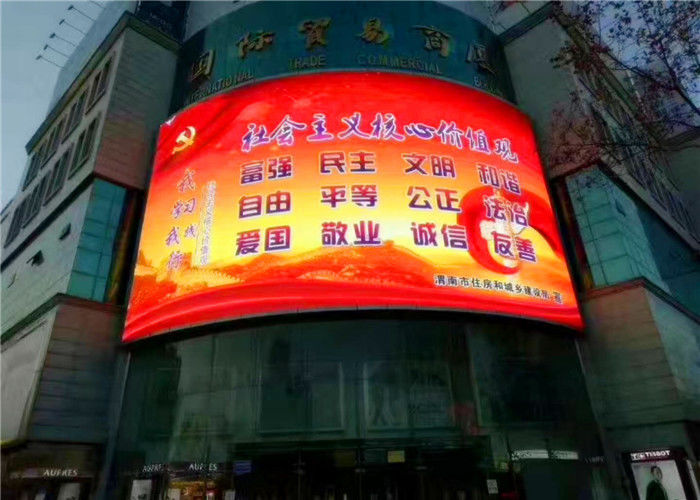 国际贸易商厦
INTERNATIONAL TRADE COMMERCIAL
社会主义核心价值观
富强 民主 文明 和谐
自由 平等 公正 法治
爱国 敬业 诚信 友善
渭南市住房和城乡建设局 宣
AUPRES
AUPRES
TISSOT